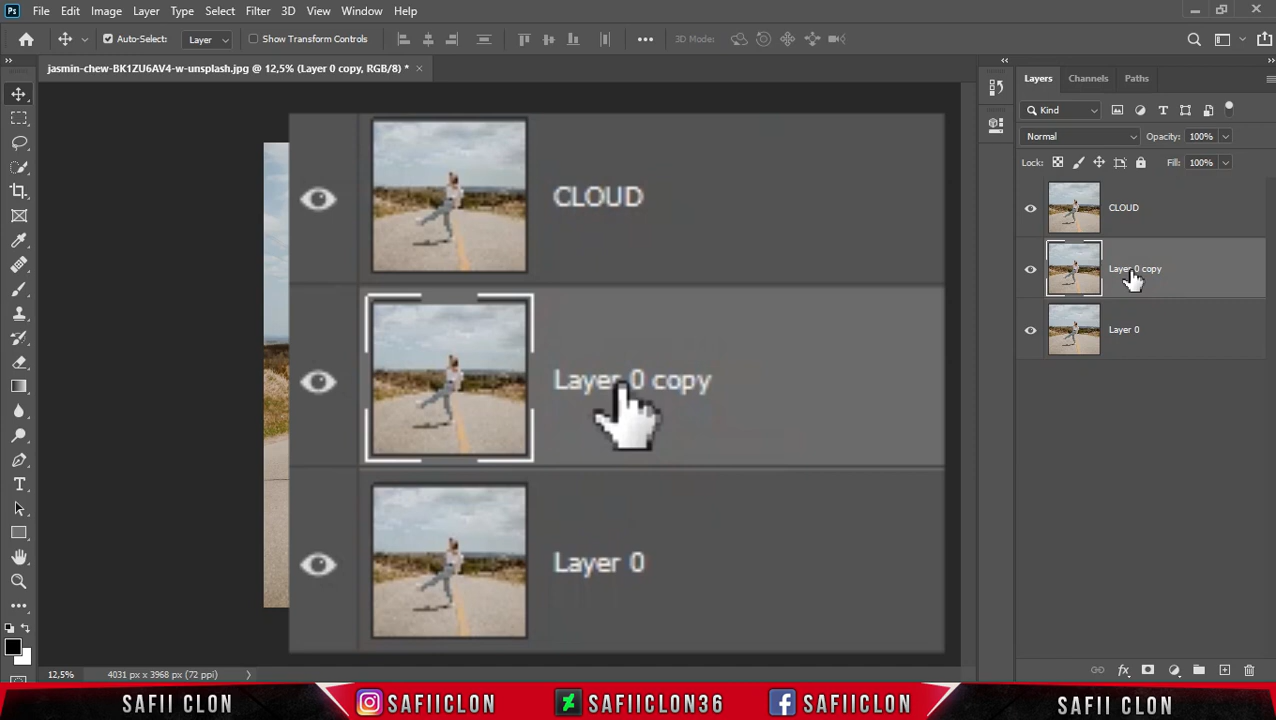 Ps File Edit Image Layer Type Select Filter 3D View Window Help
Auto-Select: Layer Show Transform Controls 3D Mode:
jasmin-chew-BK1ZU6AV4-w-unsplash.jpg @ 12,5% (Layer 0 copy, RGB/8) *
Layers Channels Paths
Kind
Normal Opacity: 100%
Lock: Fill: 100%
CLOUD
Layer 0 copy
Layer 0
CLOUD
Layer 0 copy
Layer 0
12,5% 4031 px x 3968 px (72 ppi)
SAFII CLON SAFIICLON SAFIICLON36 SAFIICLON SAFII CLON